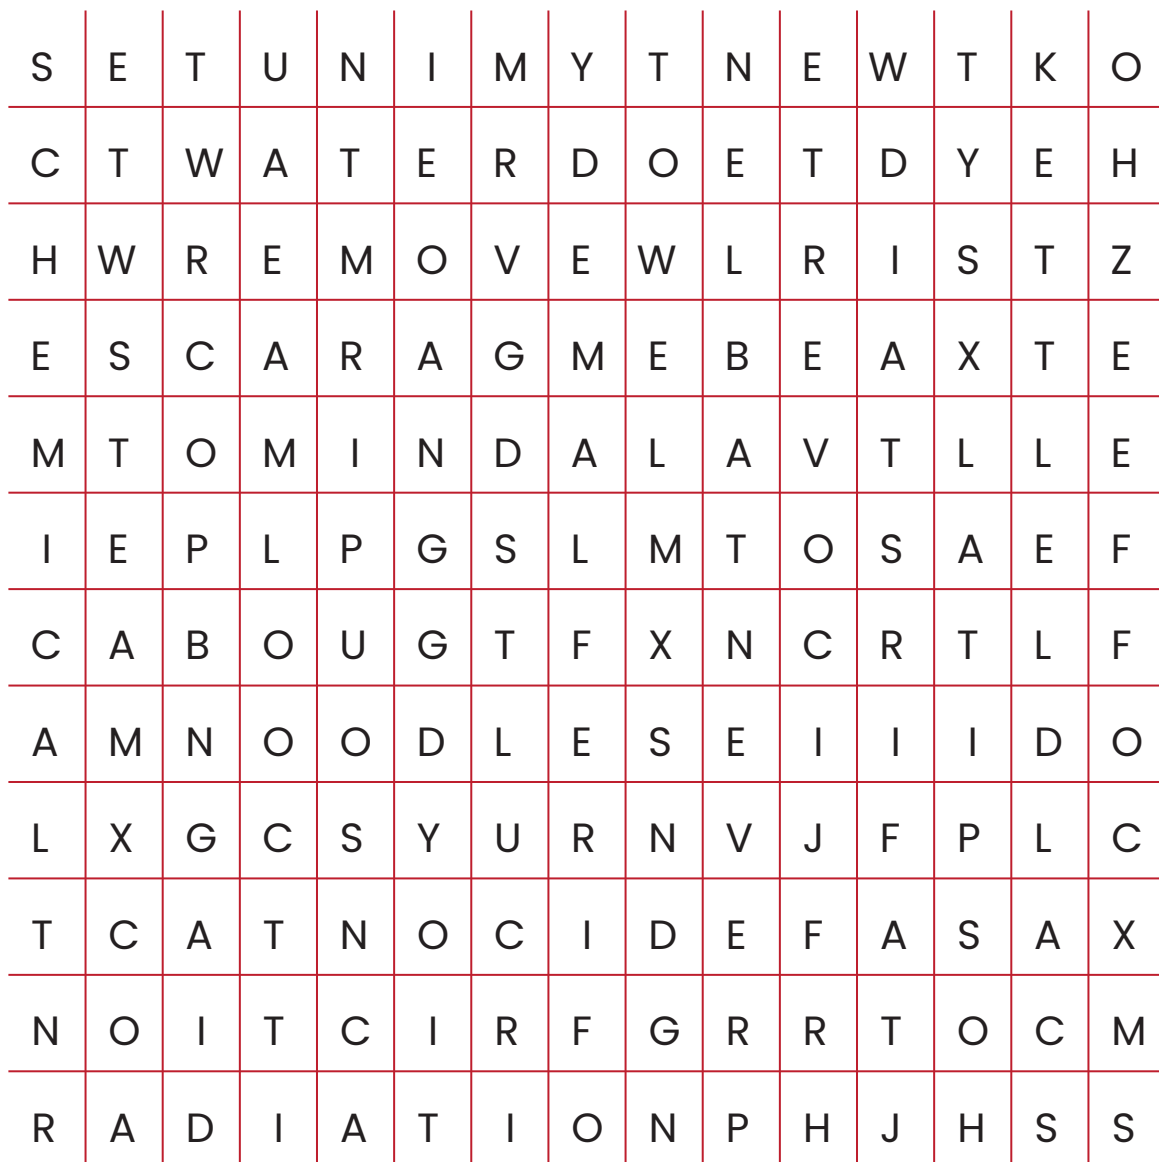 S E T U N I M Y T N E W T K O
C T W A T E R D O E T D Y E H
H W R E M O V E W L R I S T Z
E S C A R A G M E B E A X T E
M T O M I N D A L A V T L L E
I E P L P G S L M T O S A E F
C A B O U G T F X N C R T L F
A M N O O D L E S E I I I D O
L X G C S Y U R N V J F P L C
T C A T N O C I D E F A S A X
N O I T C I R F G R R T O C M
R A D I A T I O N P H J H S S